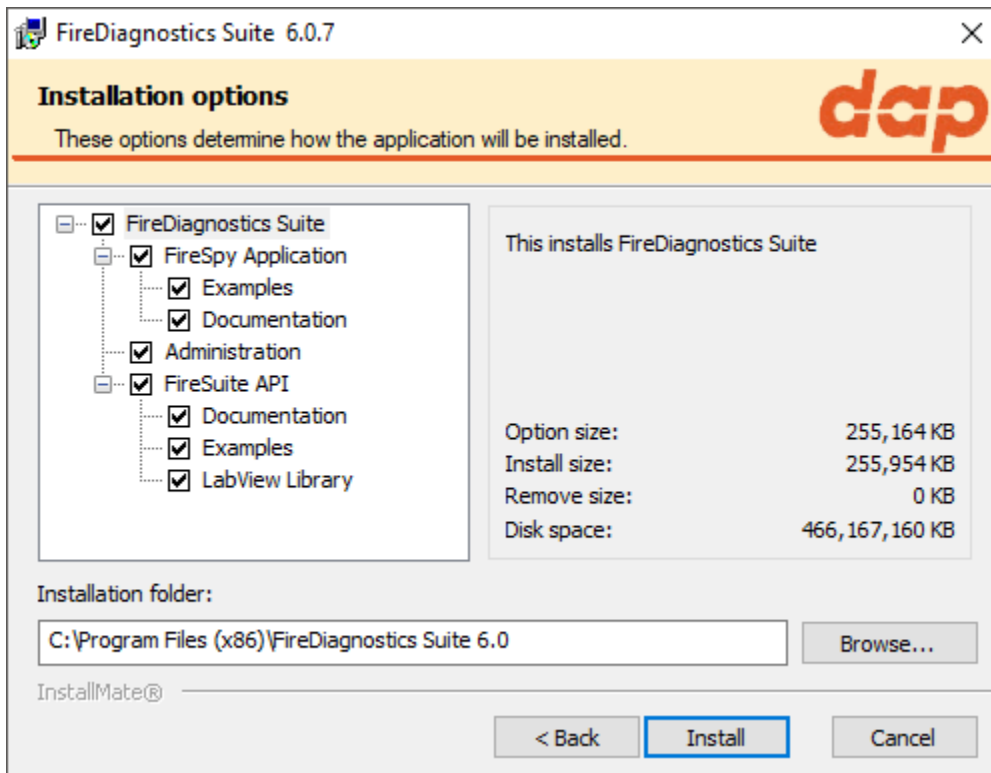 FireDiagnostics Suite 6.0.7
Installation options
These options determine how the application will be installed.
dap
FireDiagnostics Suite
FireSpy Application
Examples
Documentation
Administration
FireSuite API
Documentation
Examples
LabView Library
This installs FireDiagnostics Suite
Option size: 255,164 KB
Install size: 255,954 KB
Remove size: 0 KB
Disk space: 466,167,160 KB
Installation folder:
C:\Program Files (x86)\FireDiagnostics Suite 6.0
Browse...
InstallMate®
< Back
Install
Cancel